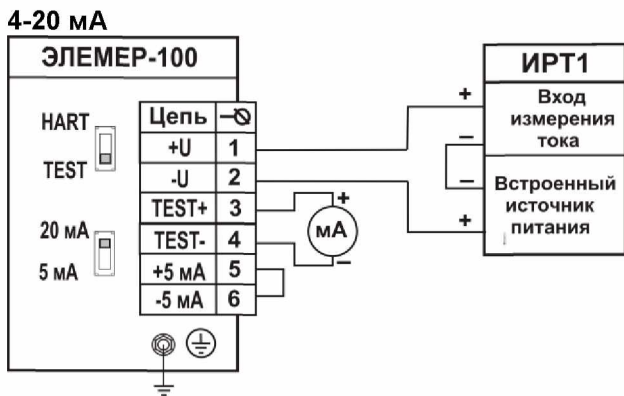 4-20 мА
ЭЛЕМЕР-100
HART
TEST
20 мА
5 мА
Цепь
+U 1
-U 2
TEST+ 3
TEST- 4
+5 мА 5
-5 мА 6
+
мА
−
ИРТ1
+
Вход
измерения
тока
−
−
Встроенный
источник
питания
+